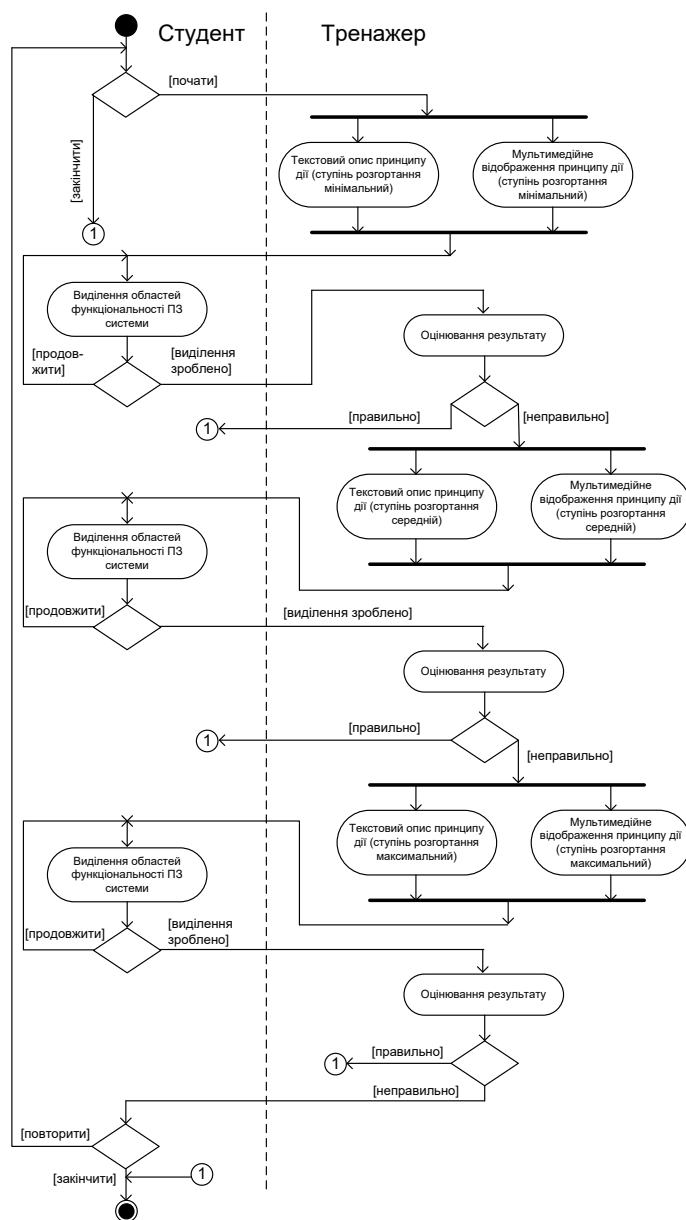 Студент
Тренажер
[почати]
[закінчити]
Текстовий опис принципу
дії (ступінь розгортання
мінімальний)
Мультимедійне
відображення принципу дії
(ступінь розгортання
мінімальний)
1
Виділення областей
функціональності ПЗ
системи
[продов-
жити]
[виділення
зроблено]
Оцінювання результату
[правильно]
[неправильно]
1
Текстовий опис принципу
дії (ступінь розгортання
середній)
Мультимедійне
відображення принципу дії
(ступінь розгортання
середній)
Виділення областей
функціональності ПЗ
системи
[продовжити]
[виділення зроблено]
Оцінювання результату
[правильно]
1
[неправильно]
Текстовий опис принципу
дії (ступінь розгортання
максимальний)
Мультимедійне
відображення принципу дії
(ступінь розгортання
максимальний)
Виділення областей
функціональності ПЗ
системи
[продовжити]
[виділення
зроблено]
Оцінювання результату
[правильно]
1
[неправильно]
[повторити]
[закінчити]
1